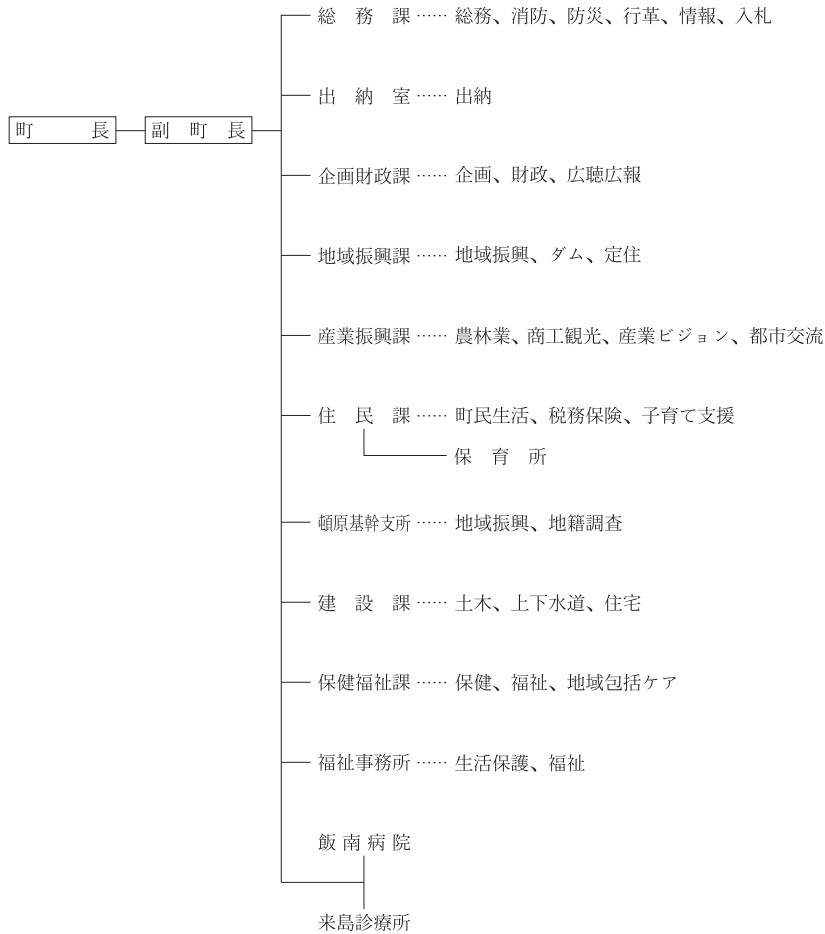 総務課……総務、消防、防災、行革、情報、入札
出納室……出納
町長 副町長
企画財政課……企画、財政、広聴広報
地域振興課……地域振興、ダム、定住
産業振興課……農林業、商工観光、産業ビジョン、都市交流
住民課……町民生活、税務保険、子育て支援
保育所
頓原基幹支所……地域振興、地籍調査
建設課……土木、上下水道、住宅
保健福祉課……保健、福祉、地域包括ケア
福祉事務所……生活保護、福祉
飯南病院
来島診療所